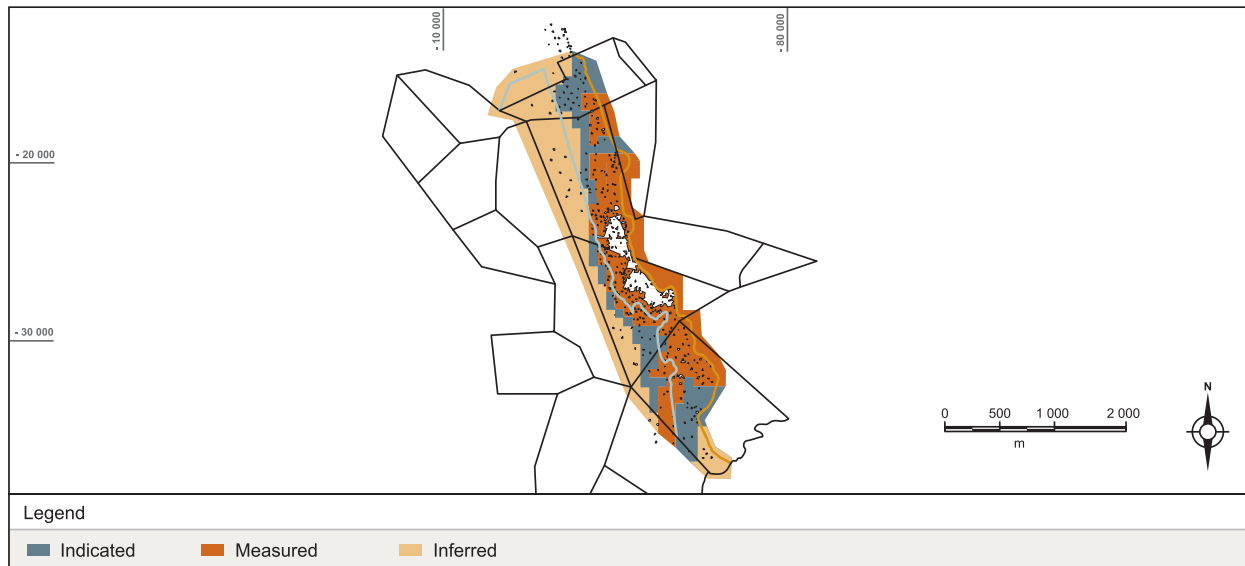 - 10 000
- 80 000
- 20 000
- 30 000
N
0 500 1 000 2 000
m
Legend
Indicated Measured Inferred